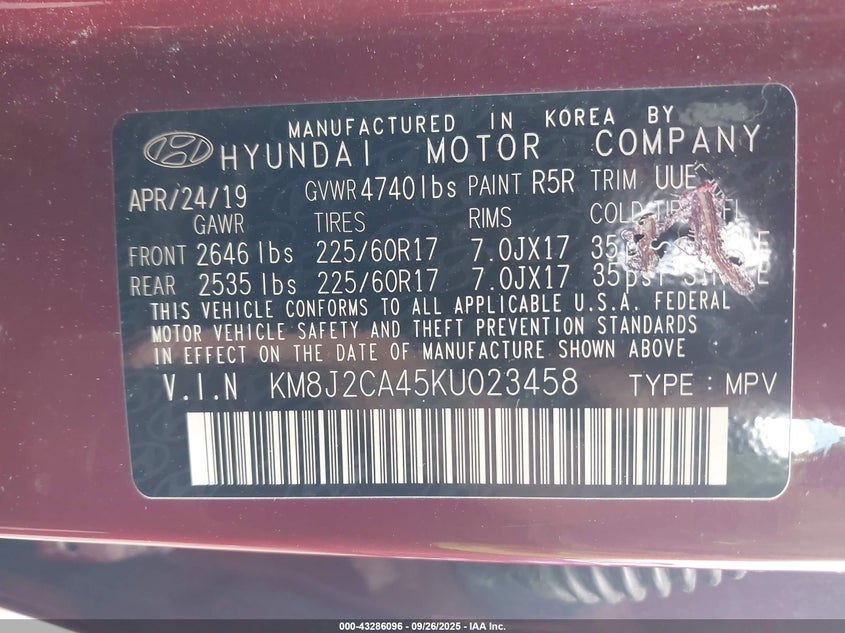 MANUFACTURED IN KOREA BY
HYUNDAI MOTOR COMPANY
APR/24/19 GVWR 4740lbs PAINT R5R TRIM UUE
GAWR TIRES RIMS COLD
FRONT 2646 lbs 225/60R17 7.0JX17
REAR 2535 lbs 225/60R17 7.0JX17 35psi
THIS VEHICLE CONFORMS TO ALL APPLICABLE U.S.A. FEDERAL
MOTOR VEHICLE SAFETY AND THEFT PREVENTION STANDARDS
IN EFFECT ON THE DATE OF MANUFACTURE SHOWN ABOVE
V.I.N KM8J2CA45KU023458 TYPE : MPV
000-43286096 - 09/26/2025 - IAA Inc.